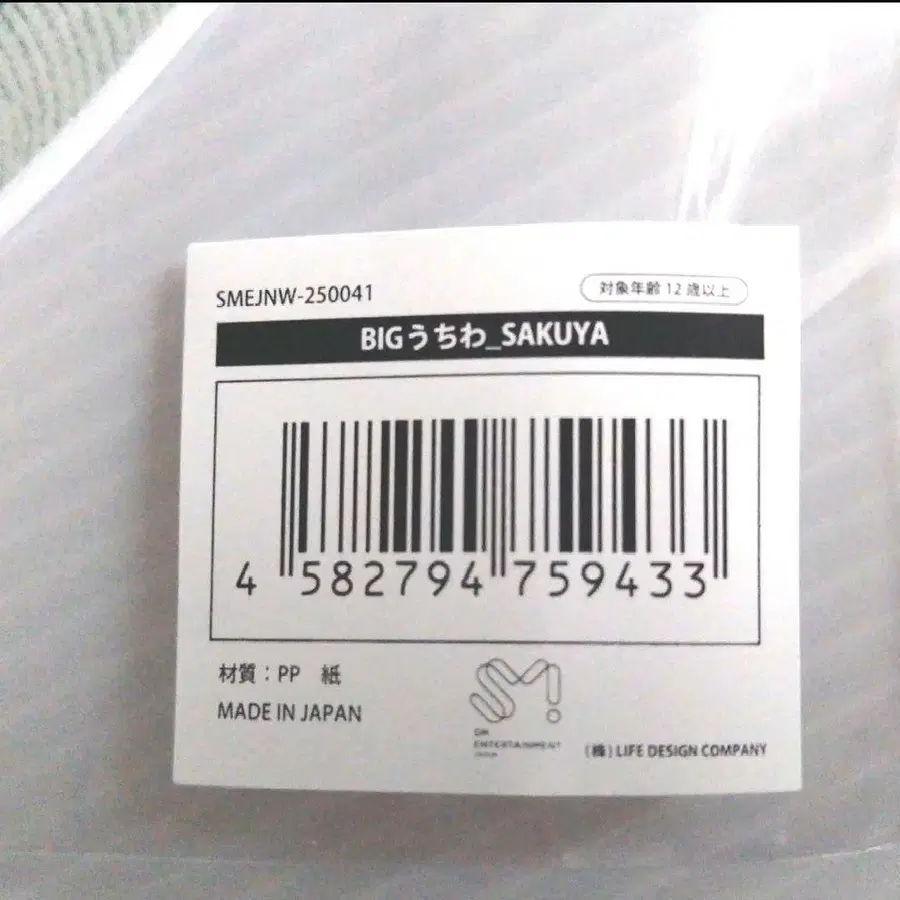 SMEJNW-250041
対象年齢12歳以上
BIGうちわ_SAKUYA
4 582794 759433
材質：PP 紙
MADE IN JAPAN
SM
ENTERTAINMENT
(株) LIFE DESIGN COMPANY